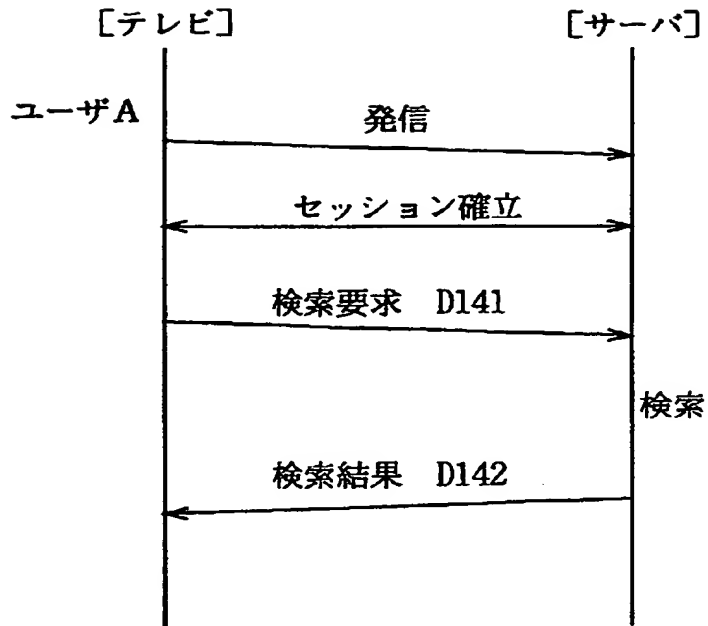 [テレビ] [サーバ]
ユーザA
発信
セッション確立
検索要求 D141
検索
検索結果 D142